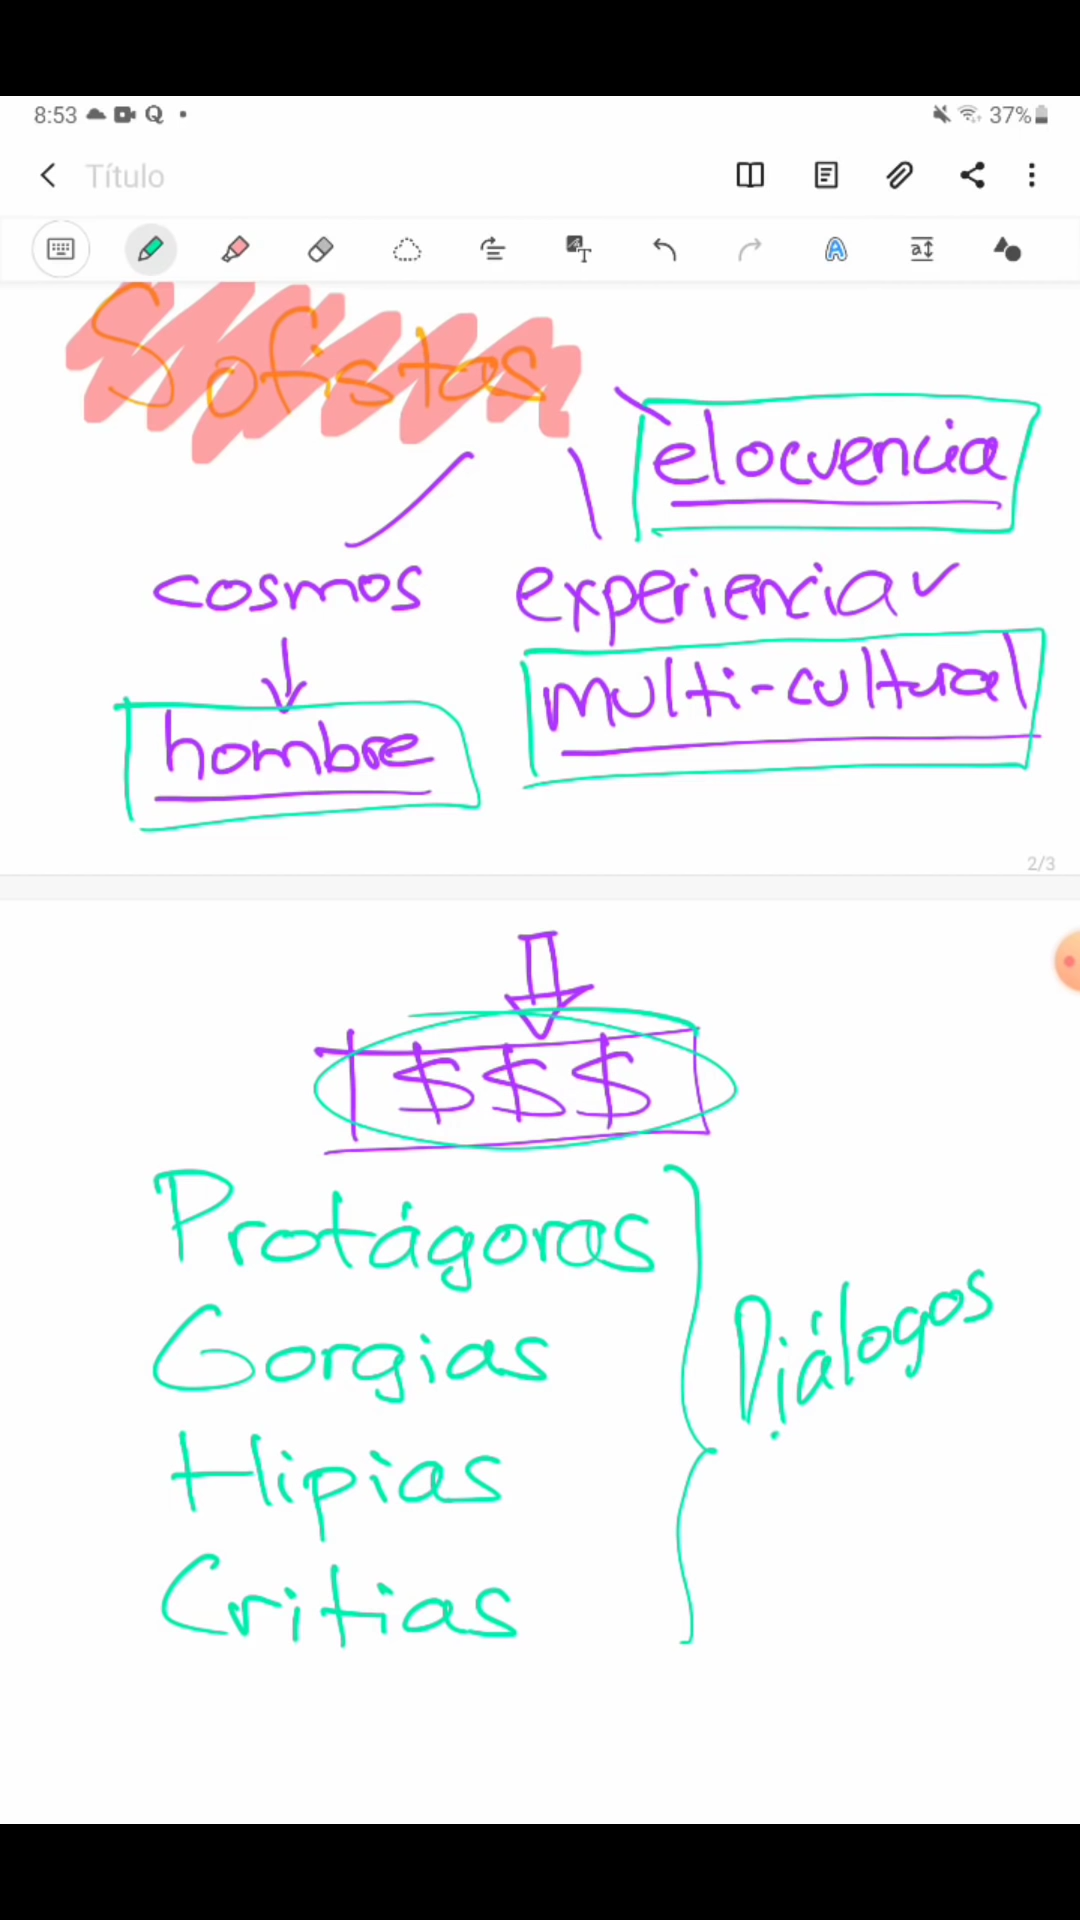 8:53 37%
Título
Sofistas
elocuencia
cosmos experiencia
hombre multi-cultural
2/3
$$$
Protágoras
Gorgias
Diálogos
Hipias
Critias